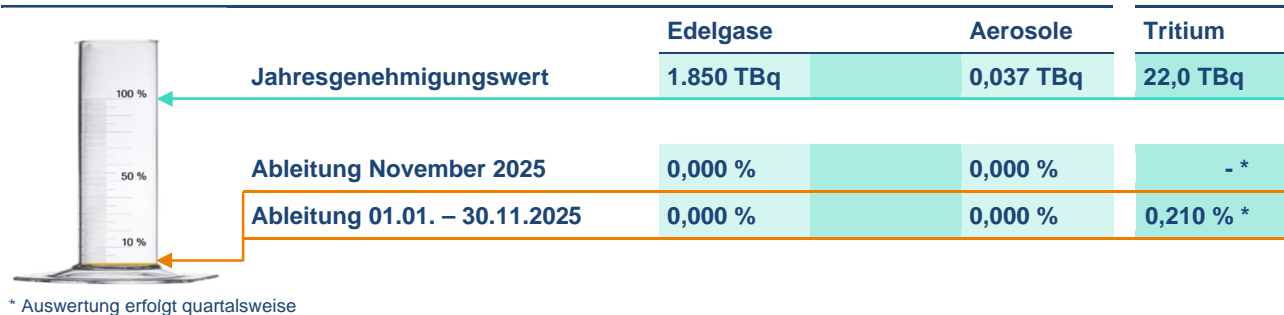 Edelgase Aerosole Tritium
Jahresgenehmigungswert 1.850 TBq 0,037 TBq 22,0 TBq
100 %
Ableitung November 2025 0,000 % 0,000 % - *
50 %
Ableitung 01.01. – 30.11.2025 0,000 % 0,000 % 0,210 % *
10 %
* Auswertung erfolgt quartalsweise